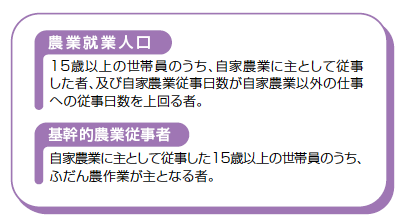 農業就業人口
15歳以上の世帯員のうち、自家農業に主として従事
した者、及び自家農業従事日数が自家農業以外の仕事
への従事日数を上回る者。
基幹的農業従事者
自家農業に主として従事した15歳以上の世帯員のうち、
ふだん農作業が主となる者。